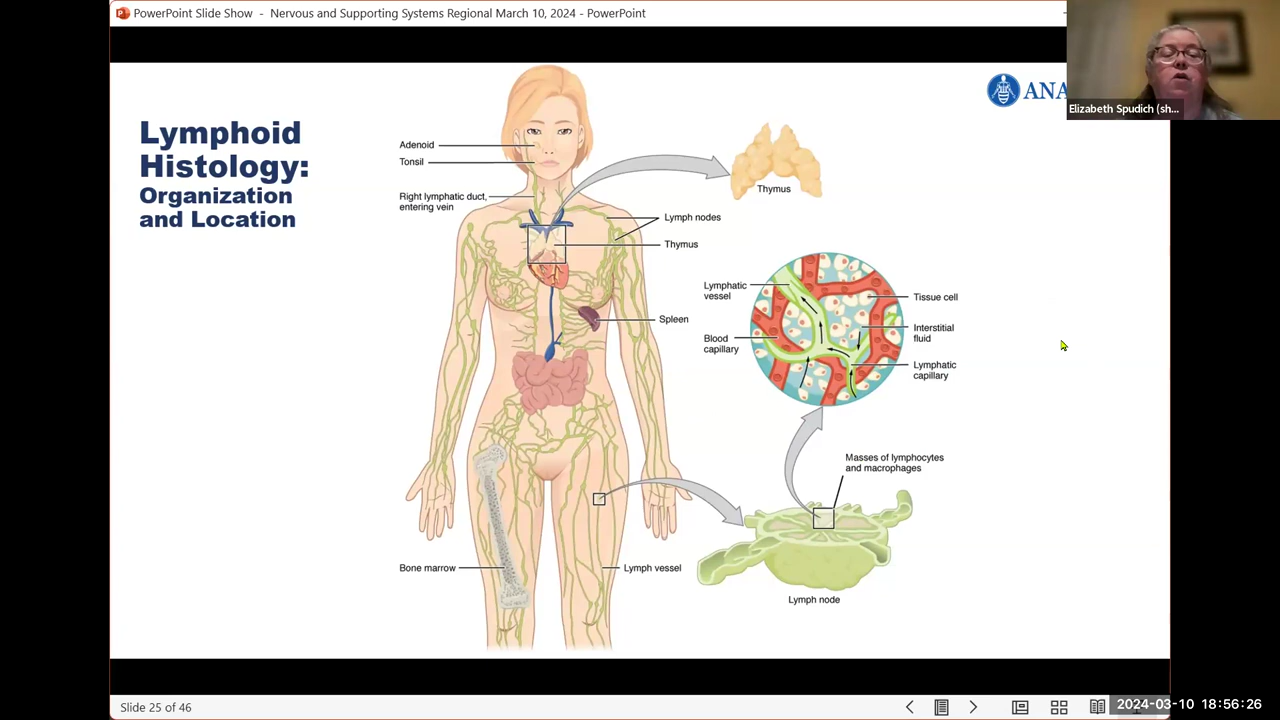 PowerPoint Slide Show - Nervous and Supporting Systems Regional March 10, 2024 - PowerPoint
ANA
Elizabeth Spudich (sh...
Lymphoid
Histology:
Organization
and Location
Adenoid
Tonsil
Right lymphatic duct,
entering vein
Thymus
Lymph nodes
Thymus
Spleen
Lymphatic
vessel
Blood
capillary
Tissue cell
Interstitial
fluid
Lymphatic
capillary
Masses of lymphocytes
and macrophages
Bone marrow
Lymph vessel
Lymph node
Slide 25 of 46
2024-03-10 18:56:26